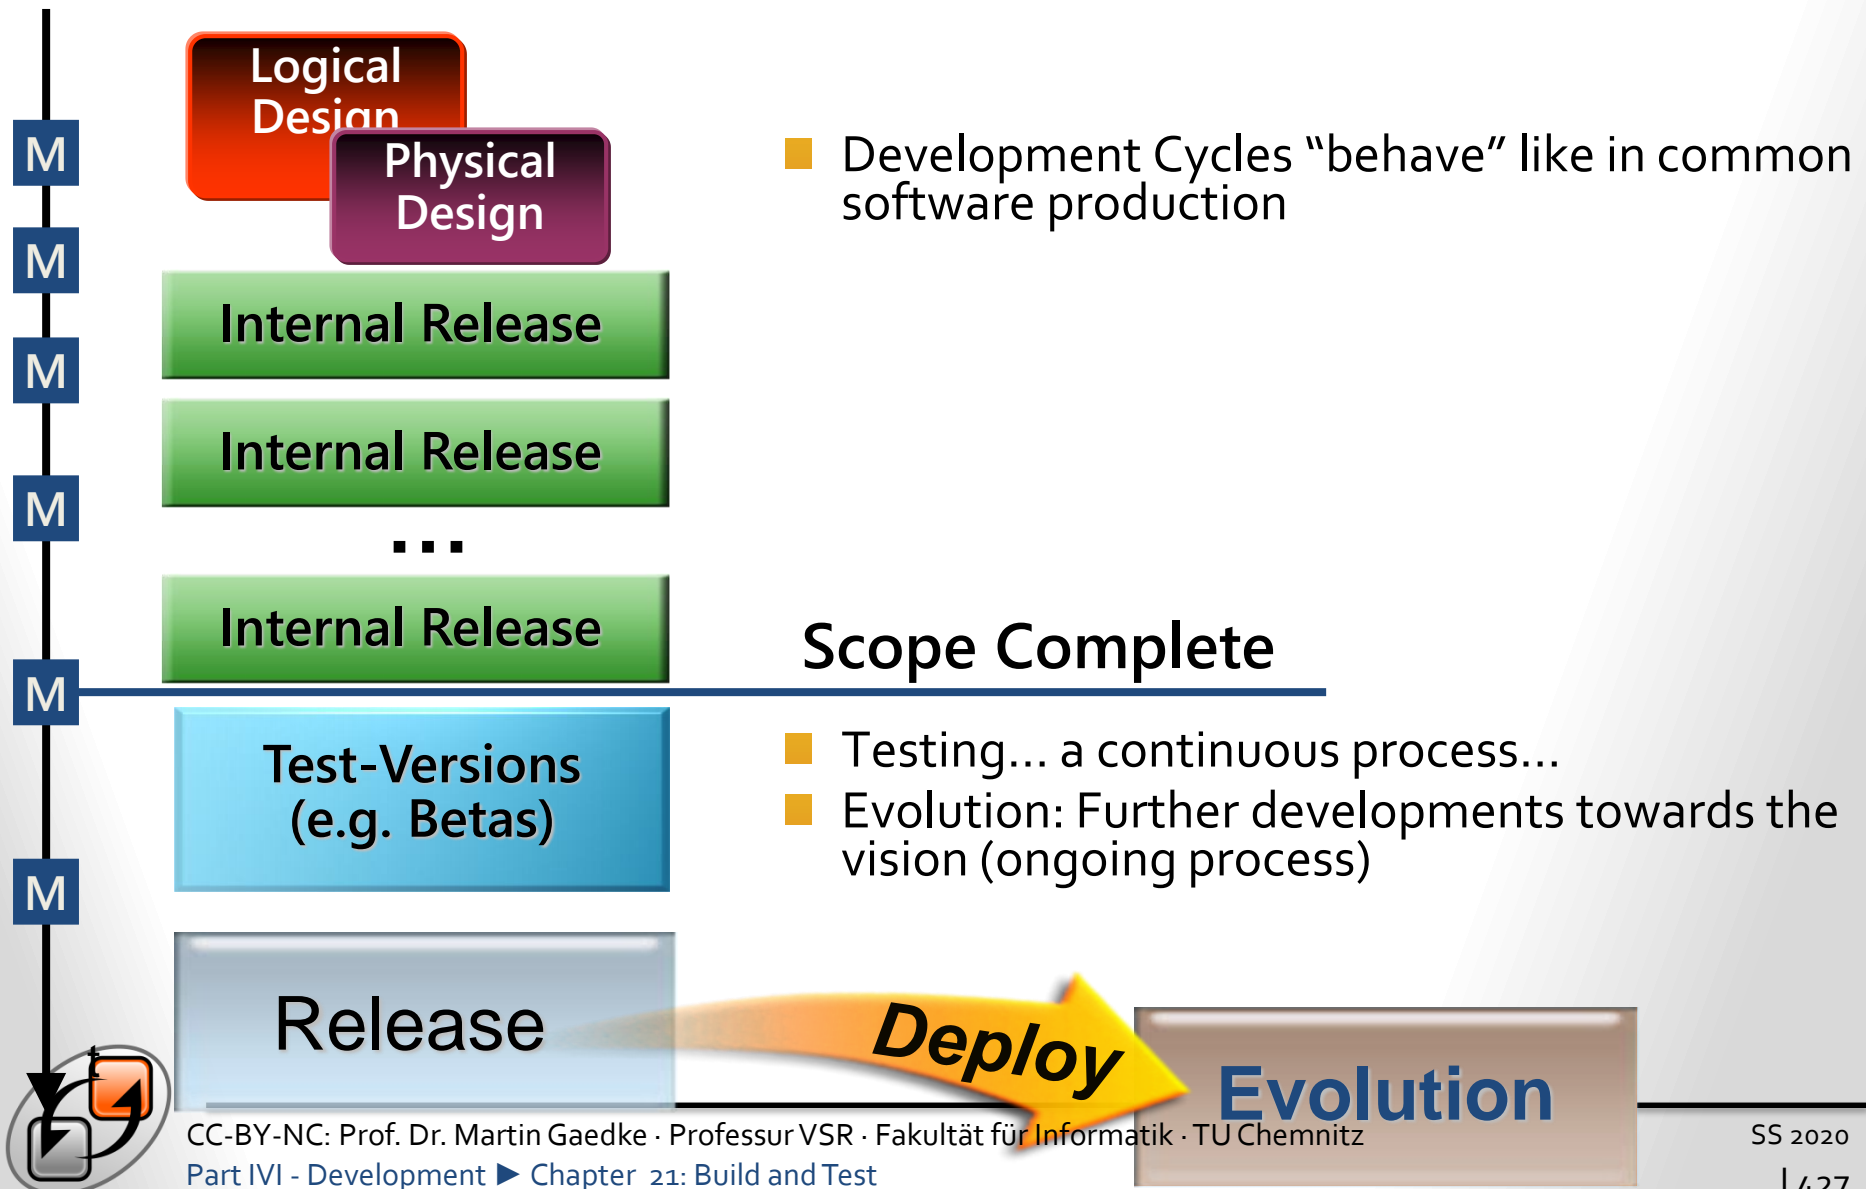 Logical
Design
Physical
Design
M
M
M
M
M
M
Development Cycles “behave” like in common
software production
Internal Release
Internal Release
...
Internal Release
Scope Complete
Test-Versions
(e.g. Betas)
Testing... a continuous process...
Evolution: Further developments towards the
vision (ongoing process)
Release
Deploy
Evolution
t
CC-BY-NC: Prof. Dr. Martin Gaedke · Professur VSR · Fakultät für Informatik · TU Chemnitz
SS 2020
Part IVI - Development ► Chapter 21: Build and Test
| 427